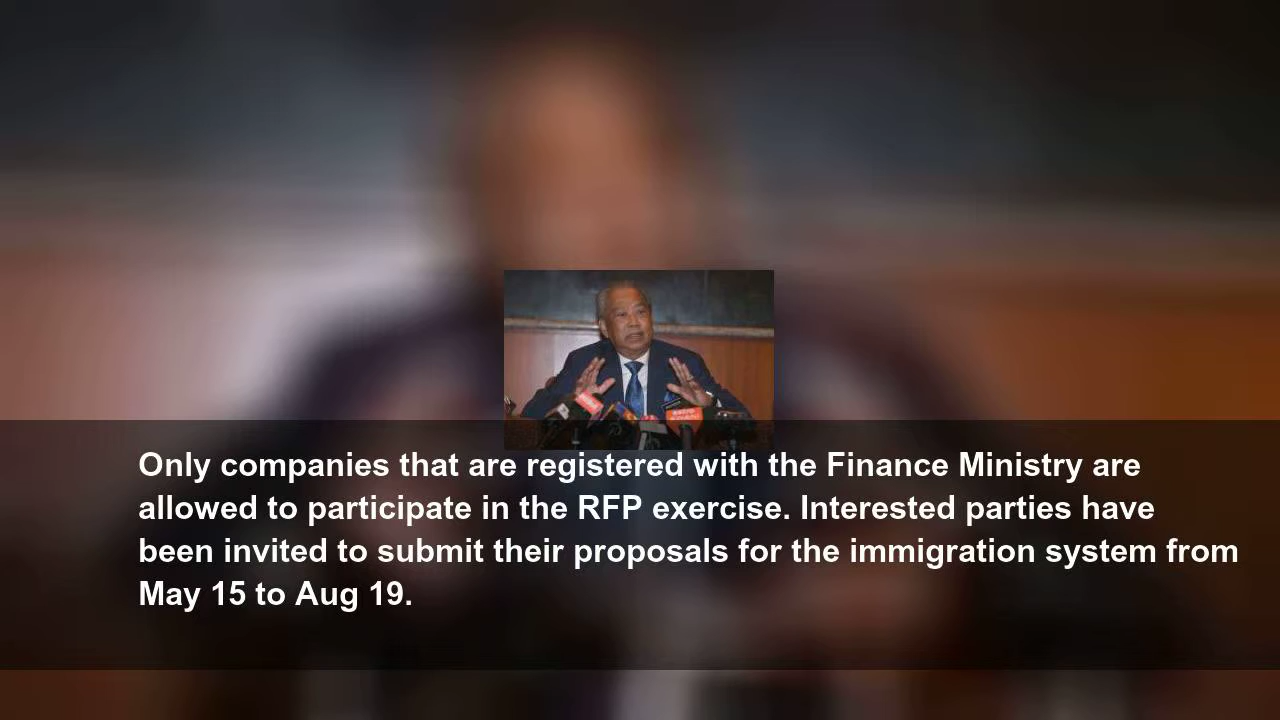 Only companies that are registered with the Finance Ministry are
allowed to participate in the RFP exercise. Interested parties have
been invited to submit their proposals for the immigration system from
May 15 to Aug 19.